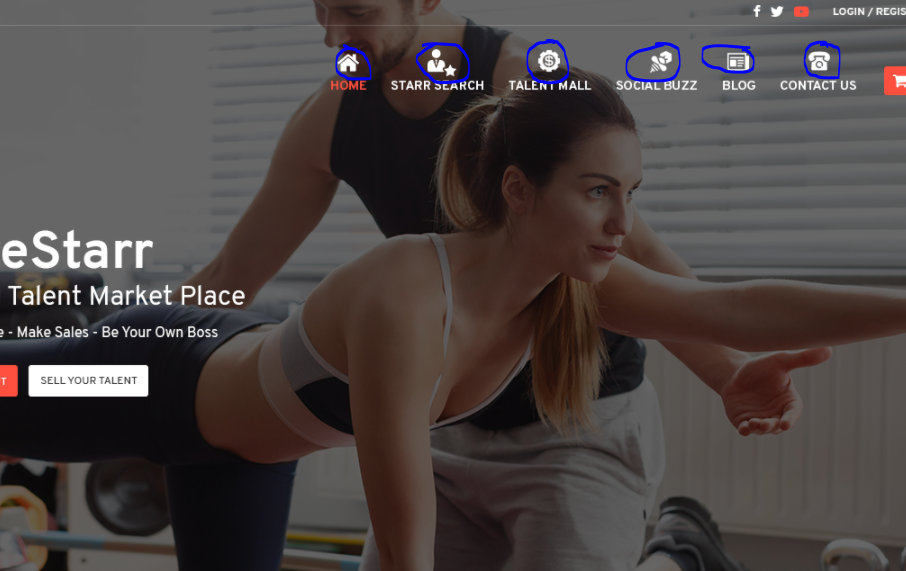 LOGIN / REGIS
HOME
STARR SEARCH
TALENT MALL
SOCIAL BUZZ
BLOG
CONTACT US
eStarr
Talent Market Place
e - Make Sales - Be Your Own Boss
T
SELL YOUR TALENT